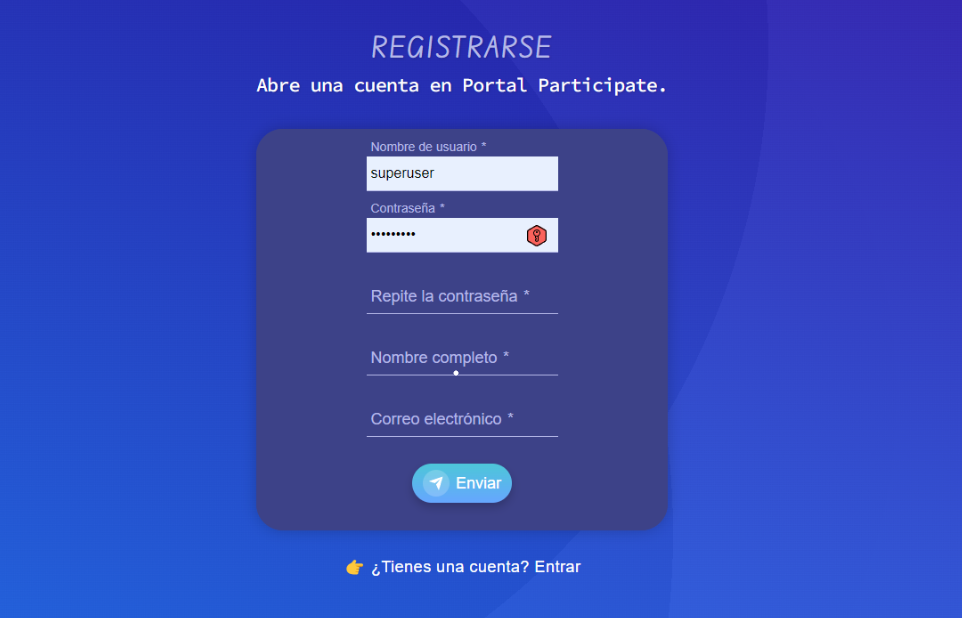 REGISTRARSE
Abre una cuenta en Portal Participate.
Nombre de usuario *
superuser
Contraseña *
•••••••••
Repite la contraseña *
Nombre completo *
Correo electrónico *
Enviar
👉 ¿Tienes una cuenta? Entrar